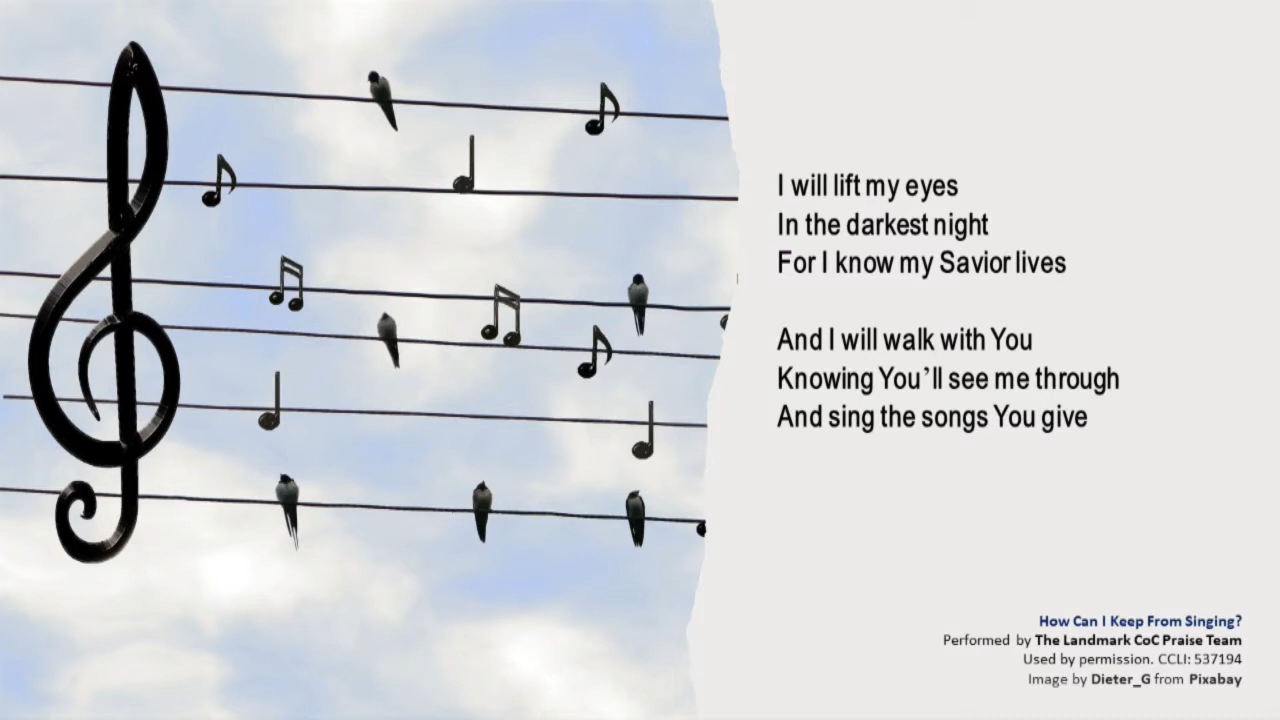 I will lift my eyes
In the darkest night
For I know my Savior lives
And I will walk with You
Knowing You’ll see me through
And sing the songs You give
How Can I Keep From Singing?
Performed by The Landmark CoC Praise Team
Used by permission. CCLI: 537194
Image by Dieter_G from Pixabay